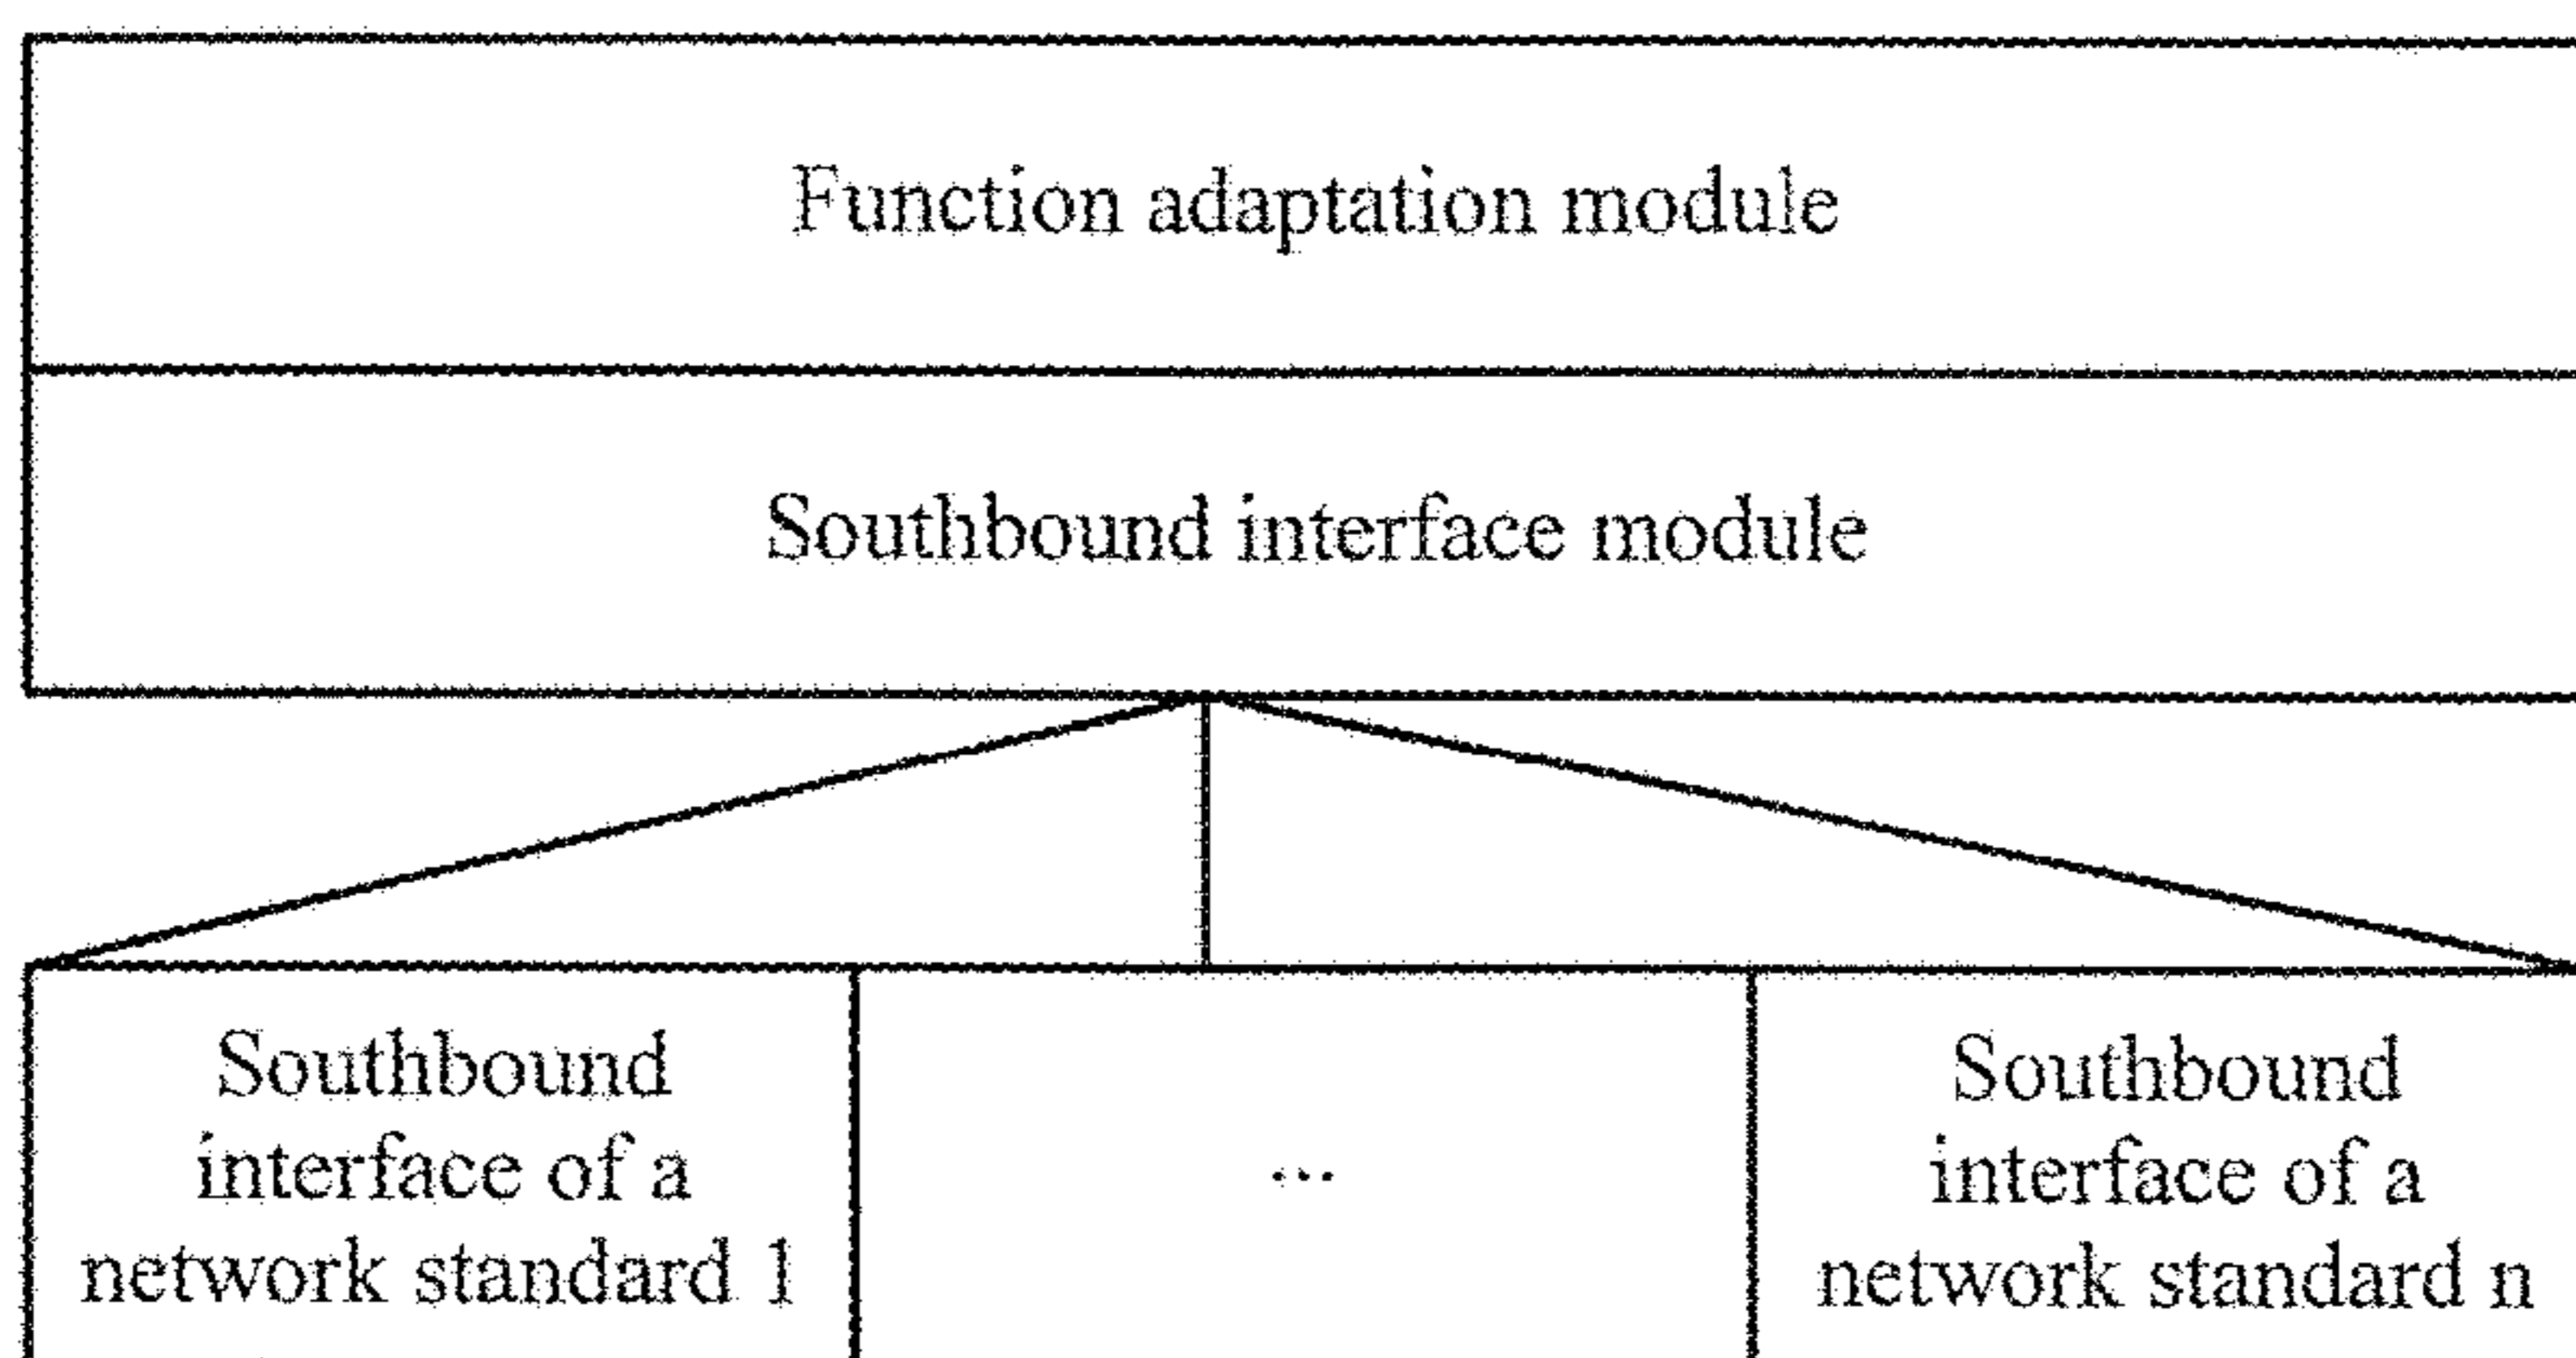 Function adaptation module
Southbound interface module
Southbound
interface of a
network standard 1
...
Southbound
interface of a
network standard n